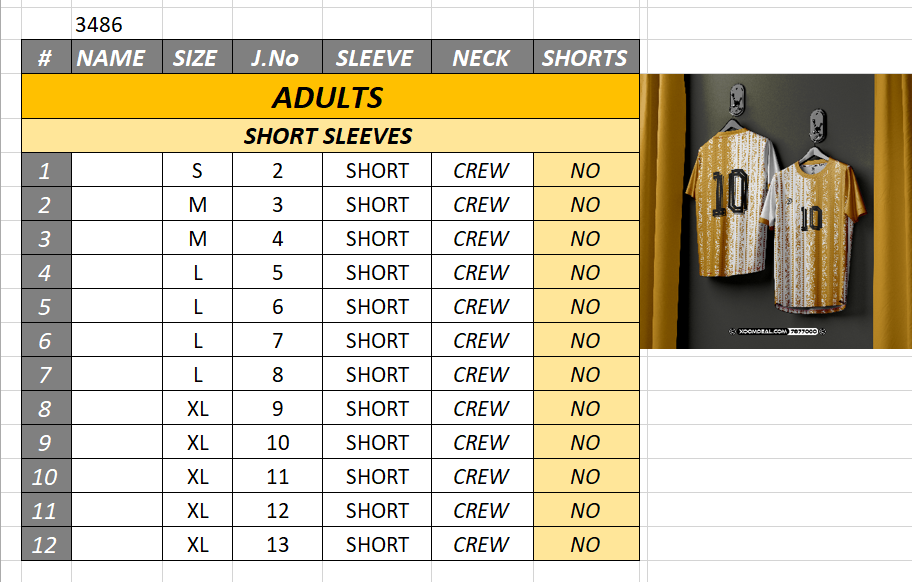 3486
# NAME SIZE J.No SLEEVE NECK SHORTS
ADULTS
SHORT SLEEVES
1 S 2 SHORT CREW NO
2 M 3 SHORT CREW NO
3 M 4 SHORT CREW NO
4 L 5 SHORT CREW NO
5 L 6 SHORT CREW NO
6 L 7 SHORT CREW NO
7 L 8 SHORT CREW NO
8 XL 9 SHORT CREW NO
9 XL 10 SHORT CREW NO
10 XL 11 SHORT CREW NO
11 XL 12 SHORT CREW NO
12 XL 13 SHORT CREW NO
10
10
XOOMDEAL.COM 7877000